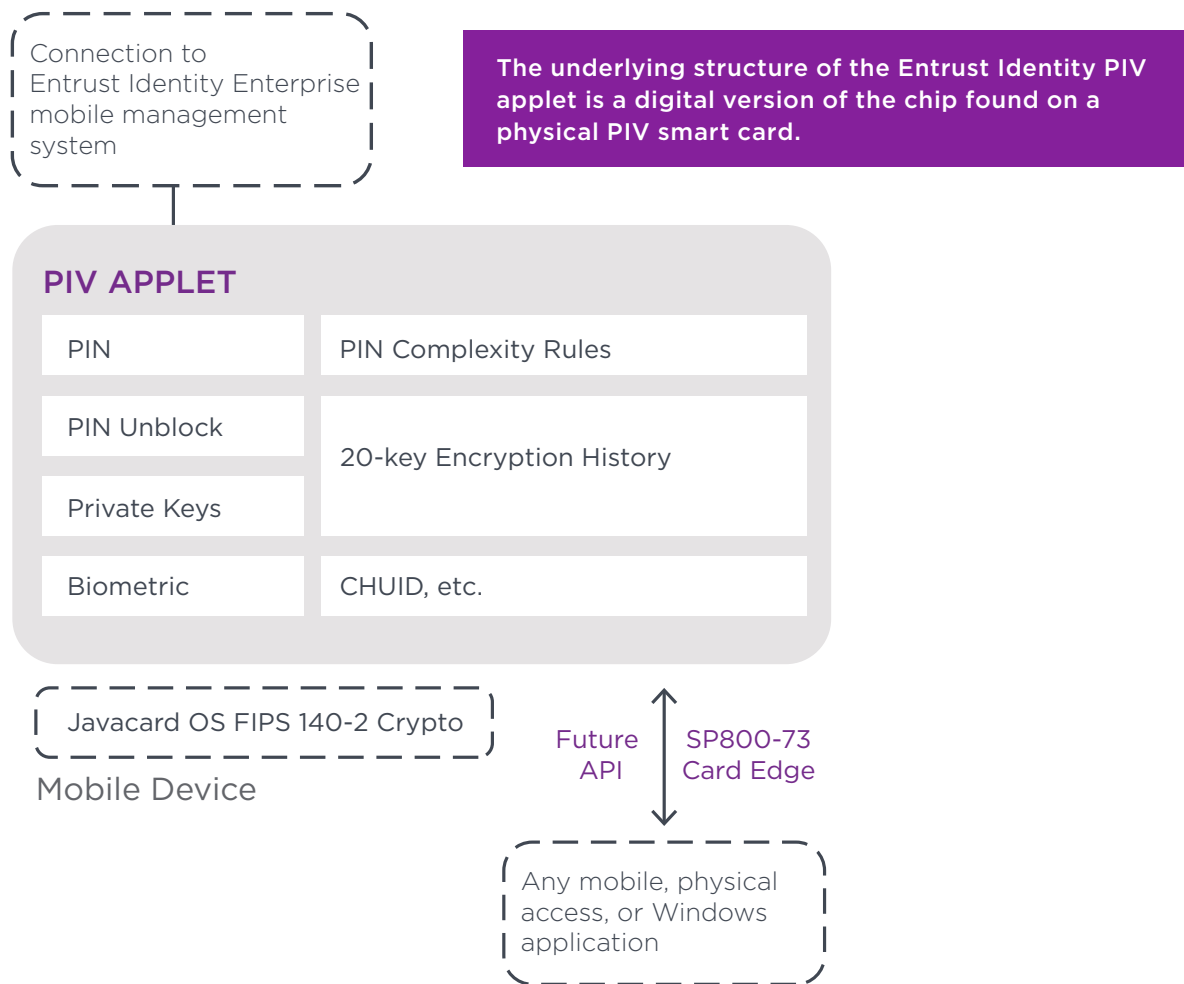 Connection to
Entrust Identity Enterprise
mobile management
system
The underlying structure of the Entrust Identity PIV
applet is a digital version of the chip found on a
physical PIV smart card.
PIV APPLET
PIN
PIN Complexity Rules
PIN Unblock
20-key Encryption History
Private Keys
Biometric
CHUID, etc.
Javacard OS FIPS 140-2 Crypto
Mobile Device
Future
API
SP800-73
Card Edge
Any mobile, physical
access, or Windows
application